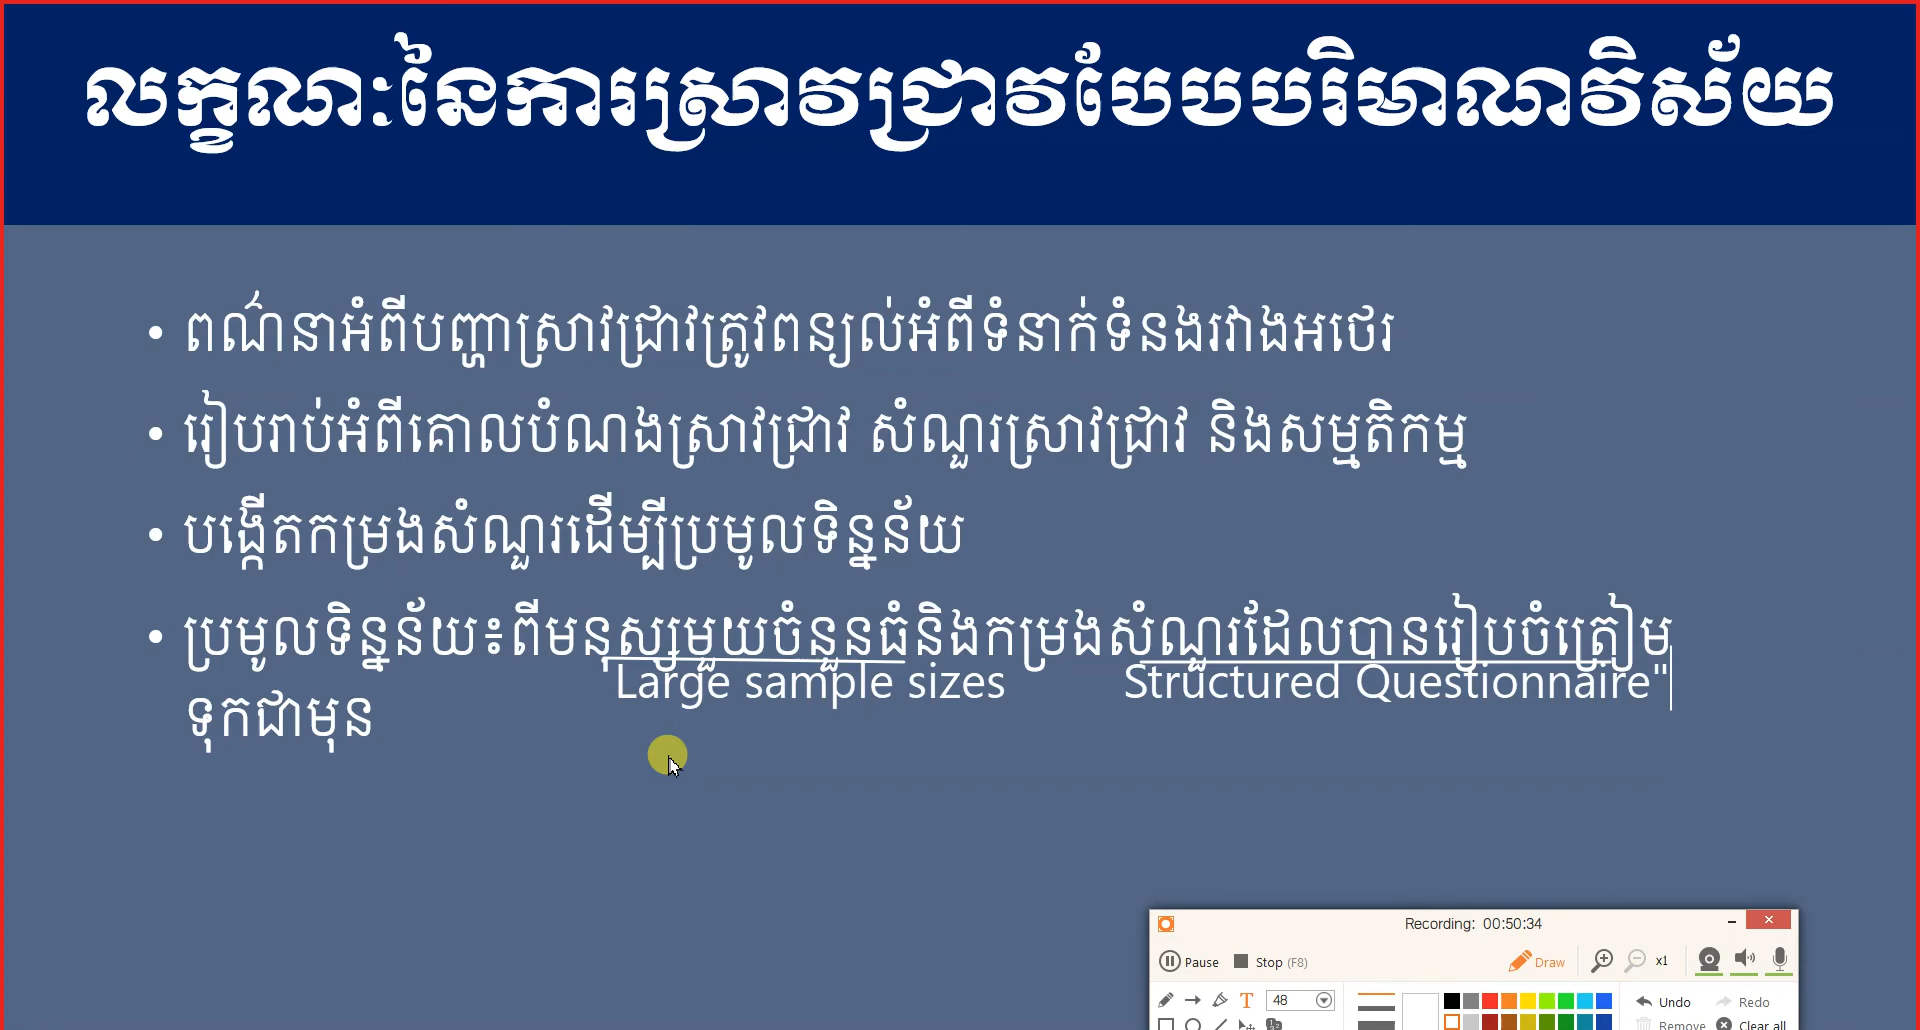 លក្ខណៈនៃការស្រាវជ្រាវបែបបរិមាណវិស័យ
• ពណ៌នាអំពីបញ្ហាស្រាវជ្រាវត្រូវពន្យល់អំពីទំនាក់ទំនងរវាងអថេរ
• រៀបរាប់អំពីគោលបំណងស្រាវជ្រាវ សំណួរស្រាវជ្រាវ និងសម្មតិកម្ម
• បង្កើតកម្រងសំណួរដើម្បីប្រមូលទិន្នន័យ
• ប្រមូលទិន្នន័យ៖ពីមនុស្សមួយចំនួនធំនិងកម្រងសំណួរដែលបានរៀបចំត្រៀម
Large sample sizes Structured Questionnaire"
ទុកជាមុន
Recording: 00:50:34
Pause Stop (F8) Draw x1
T 48 Undo Redo
Remove Clear all